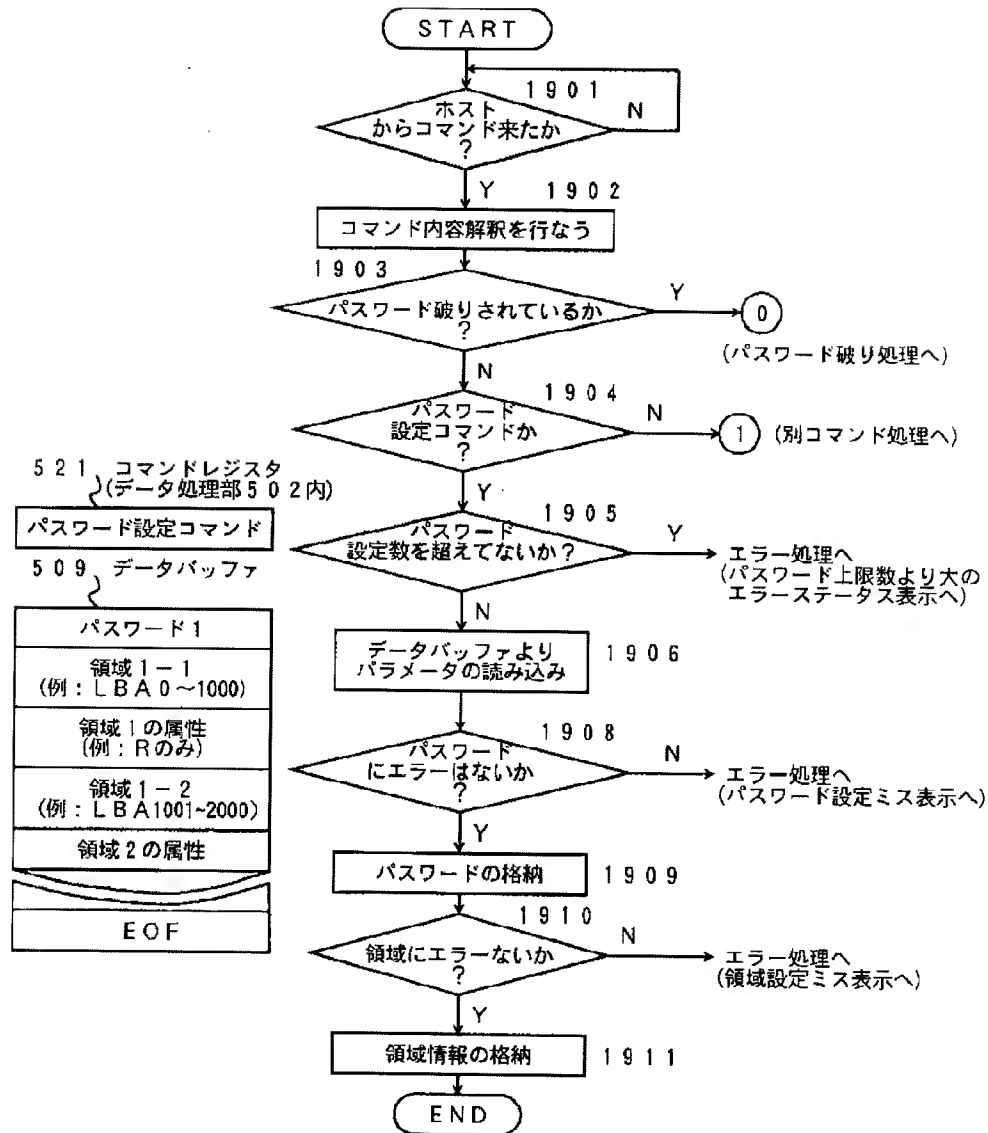 START
1901
ホスト
からコマンド来たか
?
N
Y
1902
コマンド内容解釈を行なう
1903
パスワード破りされているか
?
Y
0
(パスワード破り処理へ)
N
1904
パスワード
設定コマンドか
?
N
1
(別コマンド処理へ)
Y
521
コマンドレジスタ
(データ処理部502内)
パスワード設定コマンド
509
データバッファ
パスワード1
領域1-1
(例:LBA0~1000)
領域1の属性
(例:Rのみ)
領域1-2
(例:LBA1001~2000)
領域2の属性
EOF
1905
パスワード
設定数を超えてないか?
Y
エラー処理へ
(パスワード上限数より大の
エラーステータス表示へ)
N
データバッファより
パラメータの読み込み
1906
1908
パスワード
にエラーはないか
?
N
エラー処理へ
(パスワード設定ミス表示へ)
Y
パスワードの格納
1909
1910
領域にエラーないか
?
N
エラー処理へ
(領域設定ミス表示へ)
Y
領域情報の格納
1911
END